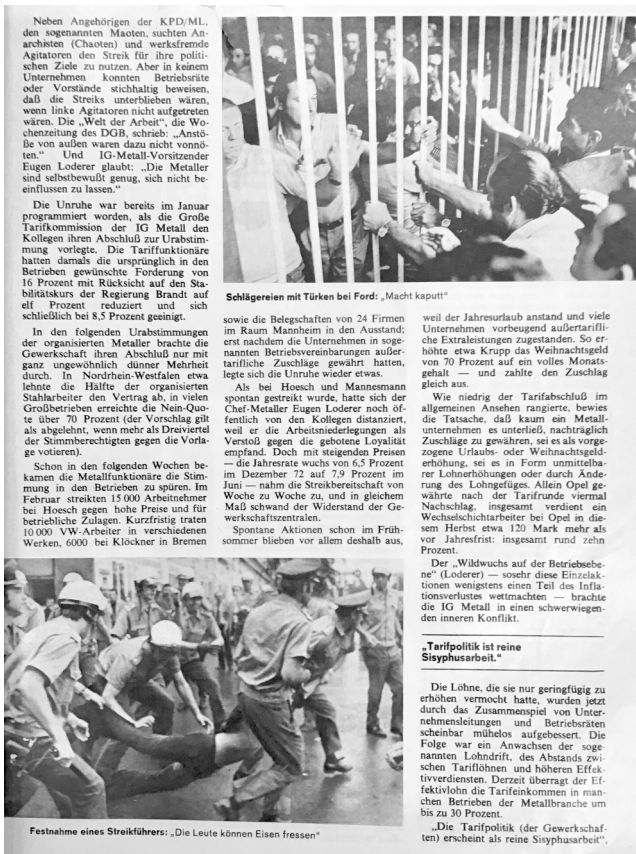 Neben Angehörigen der KPD/ML,
den sogenannten Maoten, suchten An-
archisten (Chaoten) und werksfremde
Agitatoren den Streik für ihre politi-
schen Ziele zu nutzen. Aber in keinem
Unternehmen konnten Betriebsräte
oder Vorstände stichhaltig beweisen,
daß die Streiks unterblieben wären,
wenn linke Agitatoren nicht aufgetreten
wären. Die „Welt der Arbeit", die Wo-
chenzeitung des DGB, schrieb: „Anstö-
ße von außen waren dazu nicht vonnö-
ten." Und IG-Metall-Vorsitzender
Eugen Loderer glaubt: „Die Metaller
sind selbstbewußt genug, sich nicht be-
einflussen zu lassen."
Die Unruhe war bereits im Januar
programmiert worden, als die Große
Tarifkommission der IG Metall den
Kollegen ihren Abschluß zur Urabstim-
mung vorlegte. Die Tariffunktionäre
hatten damals die ursprünglich in den
Betrieben gewünschte Forderung von
16 Prozent mit Rücksicht auf den Sta-
bilitätskurs der Regierung Brandt auf
elf Prozent reduziert und sich
schließlich bei 8,5 Prozent geeinigt.
In den folgenden Urabstimmungen
der organisierten Metaller brachte die
Gewerkschaft ihren Abschluß nur mit
ganz ungewöhnlich dünner Mehrheit
durch. In Nordrhein-Westfalen etwa
lehnte die Hälfte der organisierten
Stahlarbeiter den Vertrag ab, in vielen
Großbetrieben erreichte die Nein-Quo-
te über 70 Prozent (der Vorschlag gilt
als abgelehnt, wenn mehr als Dreiviertel
der Stimmberechtigten gegen die Vorla-
ge votieren).
Schon in den folgenden Wochen be-
kamen die Metallfunktionäre die Stim-
mung in den Betrieben zu spüren. Im
Februar streikten 15 000 Arbeitnehmer
bei Hoesch gegen hohe Preise und für
betriebliche Zulagen. Kurzfristig traten
10 000 VW-Arbeiter in verschiedenen
Werken, 6000 bei Klöckner in Bremen
Schlägereien mit Türken bei Ford: „Macht kaputt"
sowie die Belegschaften von 24 Firmen
im Raum Mannheim in den Ausstand;
erst nachdem die Unternehmen in soge-
nannten Betriebsvereinbarungen außer-
tarifliche Zuschläge gewährt hatten,
legte sich die Unruhe wieder etwas.
Als bei Hoesch und Mannesmann
spontan gestreikt wurde, hatte sich der
Chef-Metaller Eugen Loderer noch öf-
fentlich von den Kollegen distanziert,
weil er die Arbeitsniederlegungen als
Verstoß gegen die gebotene Loyalität
empfand. Doch mit steigenden Preisen
— die Jahresrate wuchs von 6,5 Prozent
im Dezember 72 auf 7,9 Prozent im
Juni — nahm die Streikbereitschaft von
Woche zu Woche zu, und in gleichem
Maß schwand der Widerstand der Ge-
werkschaftszentralen.
Spontane Aktionen schon im Früh-
sommer blieben vor allem deshalb aus,
weil der Jahresurlaub anstand und viele
Unternehmen vorbeugend außertarifli-
che Extraleistungen zugestanden. So er-
höhte etwa Krupp das Weihnachtsgeld
von 70 Prozent auf ein volles Monats-
gehalt — und zahlte den Zuschlag
gleich aus.
Wie niedrig der Tarifabschluß im
allgemeinen Ansehen rangierte, bewies
die Tatsache, daß kaum ein Metall-
unternehmen es unterließ, nachträglich
Zuschläge zu gewähren, sei es als vorge-
zogene Urlaubs- oder Weihnachtsgeld-
erhöhung, sei es in Form unmittelba-
rer Lohnerhöhungen oder durch Ände-
rung des Lohngefüges. Allein Opel ge-
währte nach der Tarifrunde viermal
Nachschlag, insgesamt verdient ein
Wechselschichtarbeiter bei Opel in die-
sem Herbst etwa 120 Mark mehr als
vor Jahresfrist: insgesamt rund zehn
Prozent.
Der „Wildwuchs auf der Betriebsebe-
ne" (Loderer) — sosehr diese Einzelak-
tionen wenigstens einen Teil des Infla-
tionsverlustes wettmachten — brachte
die IG Metall in einen schwerwiegen-
den inneren Konflikt.
„Tarifpolitik ist reine
Sisyphusarbeit."
Die Löhne, die sie nur geringfügig zu
erhöhen vermocht hatte, wurden jetzt
durch das Zusammenspiel von Unter-
nehmensleitungen und Betriebsräten
scheinbar mühelos aufgebessert. Die
Folge war ein Anwachsen der soge-
nannten Lohndrift, des Abstands zwi-
schen Tariflöhnen und höheren Effek-
tivverdiensten. Derzeit überragt der Ef-
fektivlohn die Tarifeinkommen in man-
chen Betrieben der Metallbranche um
bis zu 30 Prozent.
„Die Tarifpolitik (der Gewerkschaf-
ten) erscheint als reine Sisyphusarbeit",
Festnahme eines Streikführers: „Die Leute können Eisen fressen"